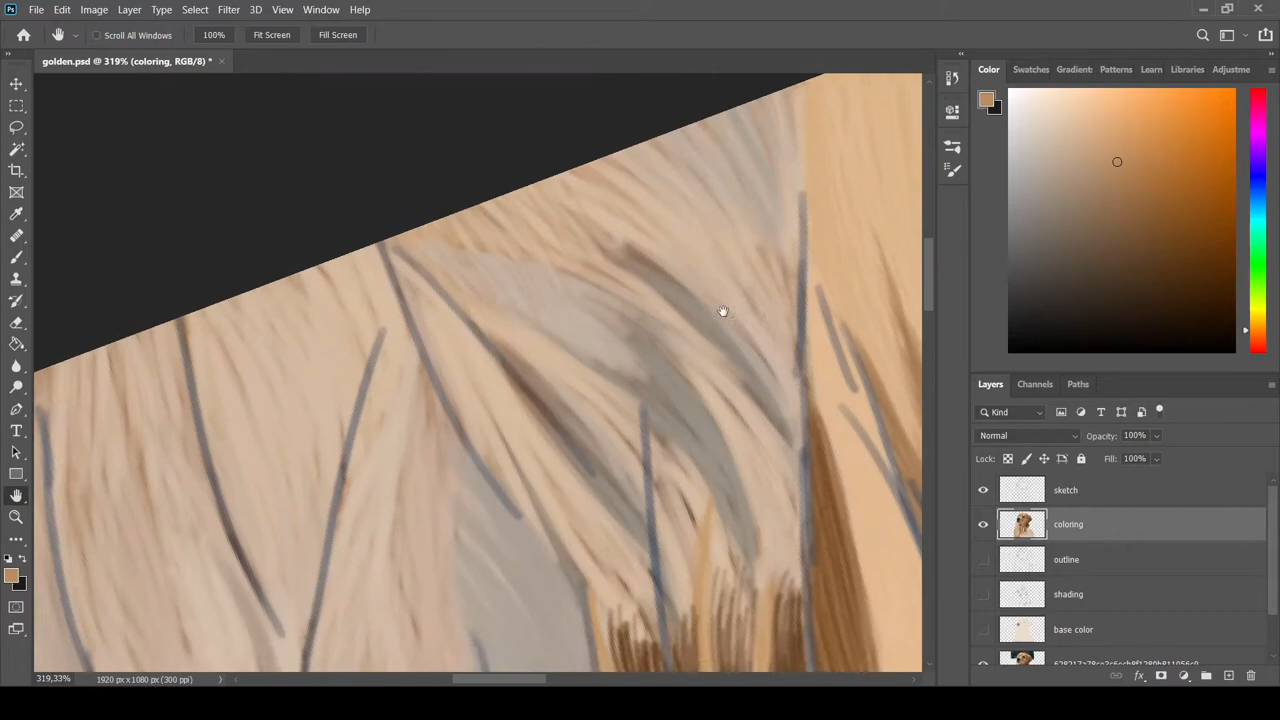 Ps File Edit Image Layer Type Select Filter 3D View Window Help
Scroll All Windows 100% Fit Screen Fill Screen
golden.psd @ 319% (coloring, RGB/8) * ×
Color Swatches Gradient Patterns Learn Libraries Adjustme
Layers Channels Paths
Kind
Normal Opacity: 100%
Lock: Fill: 100%
sketch
coloring
outline
shading
base color
319,33% 1920 px x 1080 px (300 ppi)
fx